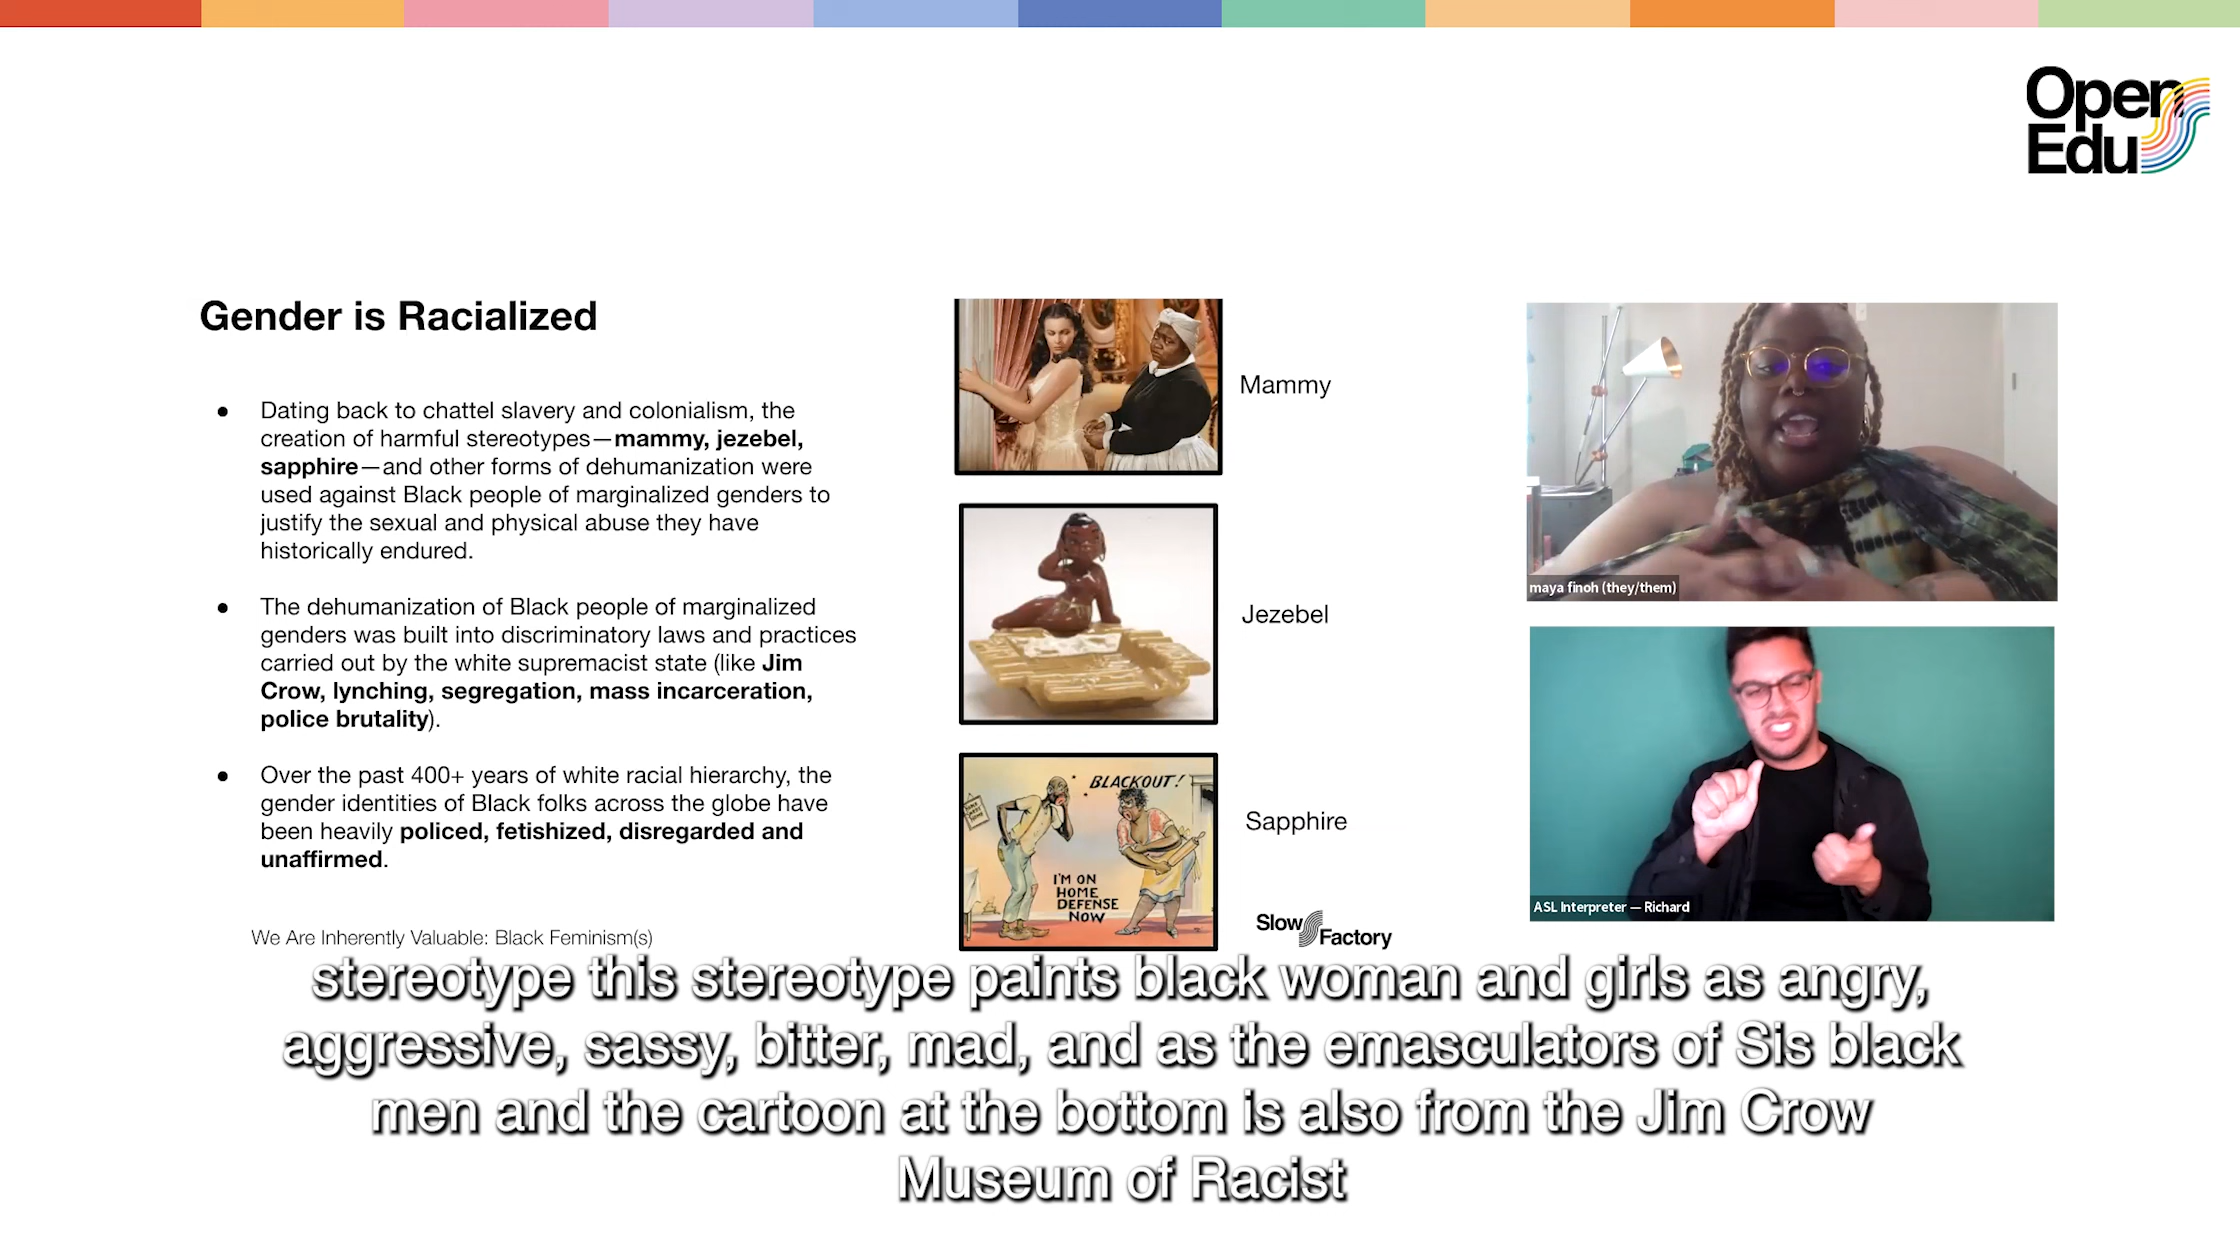 Open
Edu
Gender is Racialized
● Dating back to chattel slavery and colonialism, the
creation of harmful stereotypes—mammy, jezebel,
sapphire—and other forms of dehumanization were
used against Black people of marginalized genders to
justify the sexual and physical abuse they have
historically endured.
● The dehumanization of Black people of marginalized
genders was built into discriminatory laws and practices
carried out by the white supremacist state (like Jim
Crow, lynching, segregation, mass incarceration,
police brutality).
● Over the past 400+ years of white racial hierarchy, the
gender identities of Black folks across the globe have
been heavily policed, fetishized, disregarded and
unaffirmed.
We Are Inherently Valuable: Black Feminism(s)
Mammy
Jezebel
BLACKOUT!
I'M ON
HOME
DEFENSE
NOW
Sapphire
Slow
Factory
maya finoh (they/them)
ASL Interpreter — Richard
stereotype this stereotype paints black woman and girls as angry,
aggressive, sassy, bitter, mad, and as the emasculators of Sis black
men and the cartoon at the bottom is also from the Jim Crow
Museum of Racist